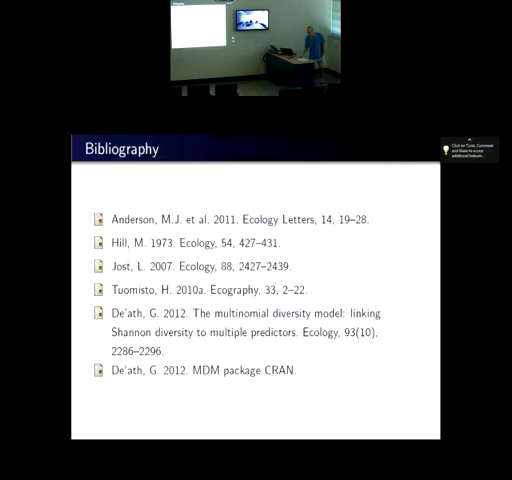 Bibliography
Click on Tools, Comment
and Share to access
additional features.
Anderson, M.J. et al. 2011. Ecology Letters, 14, 19–28.
Hill, M. 1973. Ecology, 54, 427–431.
Jost, L. 2007. Ecology, 88, 2427–2439.
Tuomisto, H. 2010a. Ecography, 33, 2–22.
De'ath, G. 2012. The multinomial diversity model: linking
Shannon diversity to multiple predictors. Ecology, 93(10),
2286–2296.
De'ath, G. 2012. MDM package CRAN.